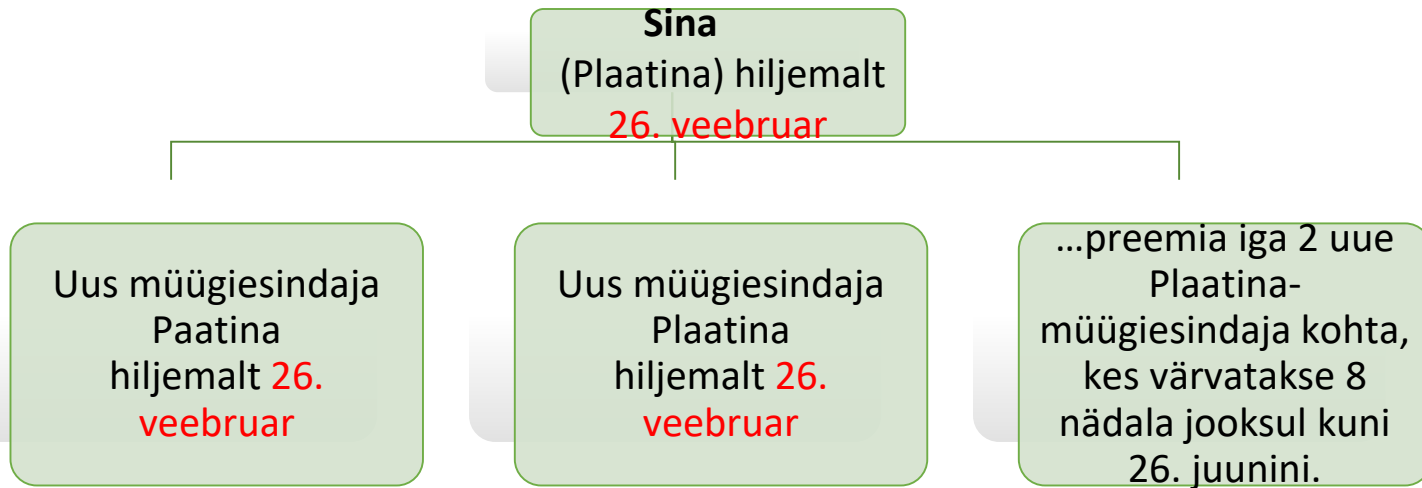 Sina
(Plaatina) hiljemalt
26. veebruar
Uus müügiesindaja
Paatina
hiljemalt 26.
veebruar
Uus müügiesindaja
Plaatina
hiljemalt 26.
veebruar
...preemia iga 2 uue
Plaatina-
müügiesindaja kohta,
kes värvatakse 8
nädala jooksul kuni
26. juunini.